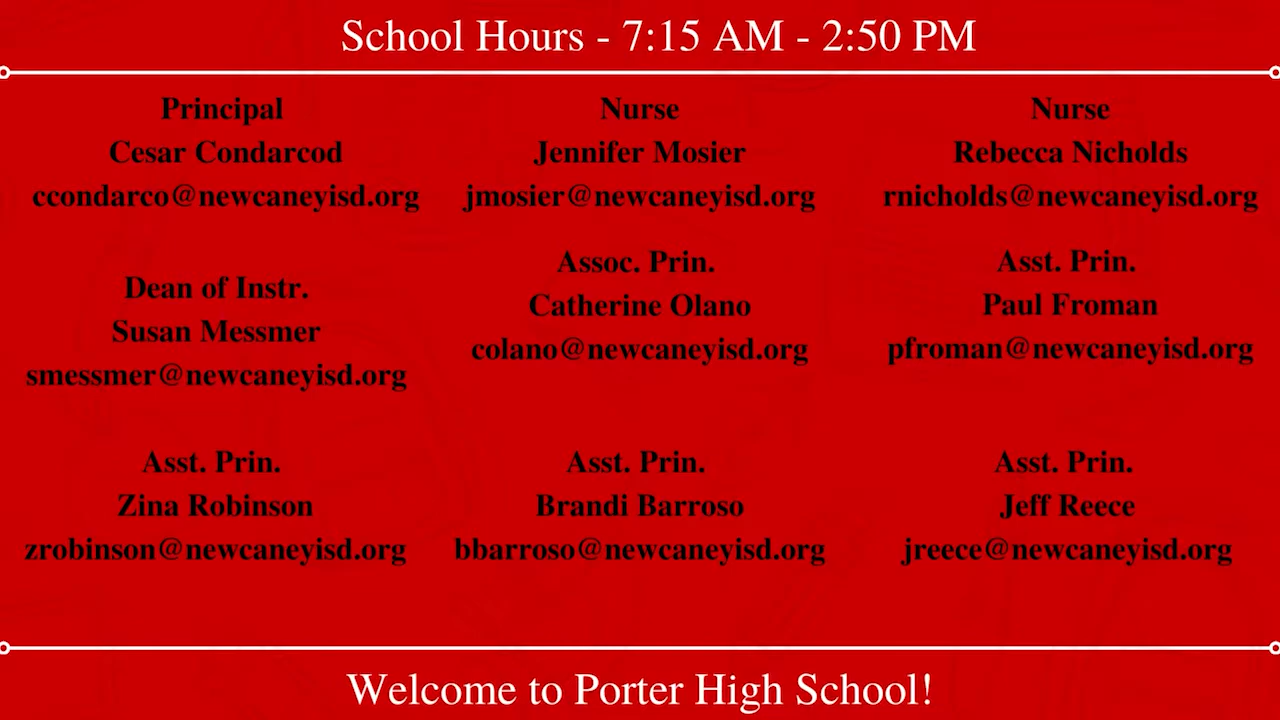 School Hours - 7:15 AM - 2:50 PM
Principal
Cesar Condarcod
ccondarco@newcaneyisd.org
Nurse
Jennifer Mosier
jmosier@newcaneyisd.org
Nurse
Rebecca Nicholds
rnicholds@newcaneyisd.org
Dean of Instr.
Susan Messmer
smessmer@newcaneyisd.org
Assoc. Prin.
Catherine Olano
colano@newcaneyisd.org
Asst. Prin.
Paul Froman
pfroman@newcaneyisd.org
Asst. Prin.
Zina Robinson
zrobinson@newcaneyisd.org
Asst. Prin.
Brandi Barroso
bbarroso@newcaneyisd.org
Asst. Prin.
Jeff Reece
jreece@newcaneyisd.org
Welcome to Porter High School!